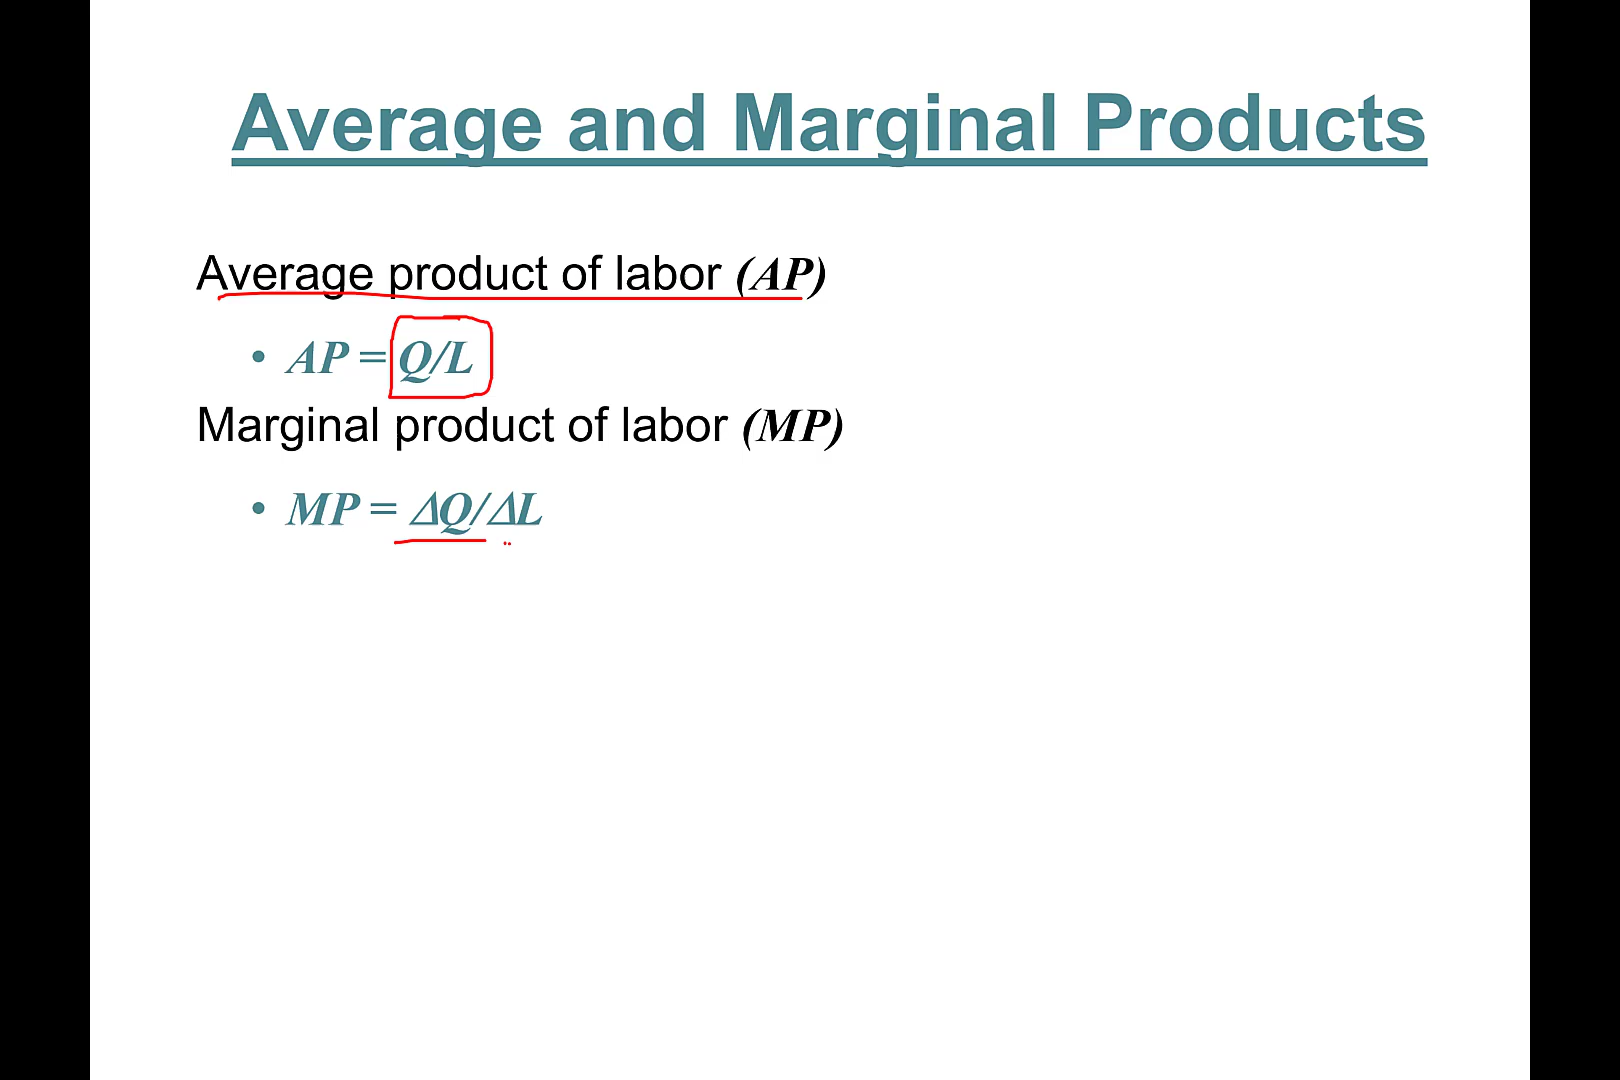 Average and Marginal Products
Average product of labor (AP)
• AP = Q/L
Marginal product of labor (MP)
• MP = ΔQ/ΔL